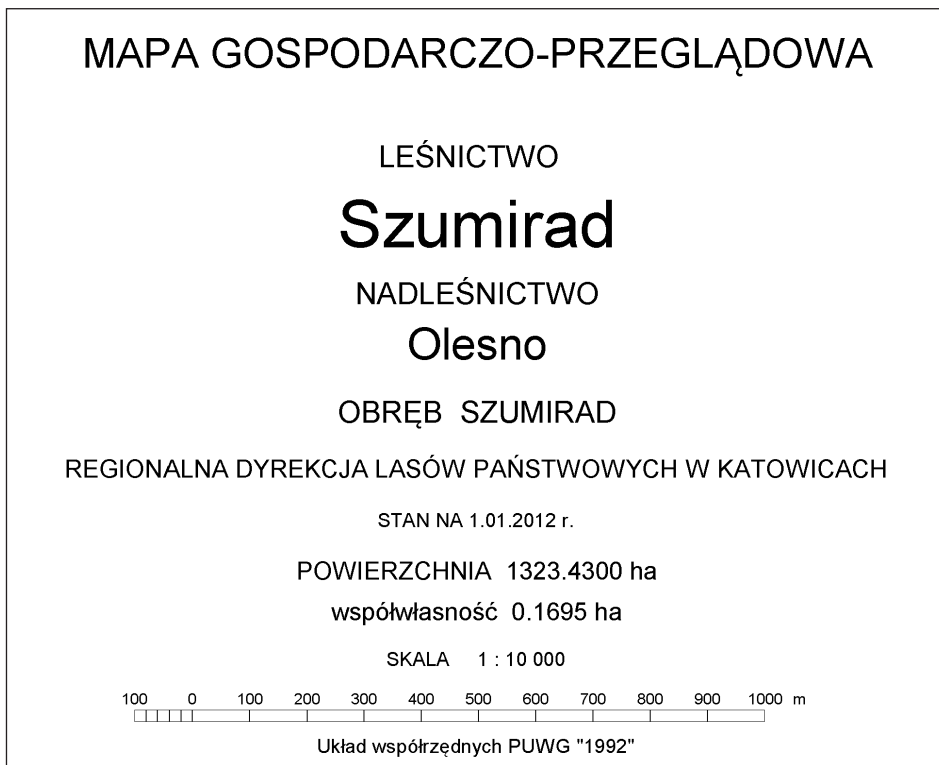 MAPA GOSPODARCZO-PRZEGLĄDOWA
LEŚNICTWO
Szumirad
NADLEŚNICTWO
Olesno
OBRĘB SZUMIRAD
REGIONALNA DYREKCJA LASÓW PAŃSTWOWYCH W KATOWICACH
STAN NA 1.01.2012 r.
POWIERZCHNIA 1323.4300 ha
współwłasność 0.1695 ha
SKALA 1 : 10 000
100 0 100 200 300 400 500 600 700 800 900 1000 m
Układ współrzędnych PUWG "1992"